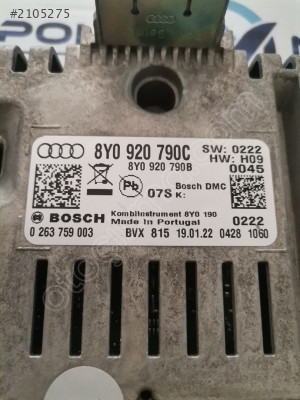 #2105275
8Y0 920 790C
8Y0 920 790B
SW: 0222
HW: H09
0045
Pb
07S
K:
Bosch DMC
BOSCH
Kombiinstrument 8Y0 190
Made in Portugal
0222
0 263 759 003
BVX 815 19.01.22 0428 1060